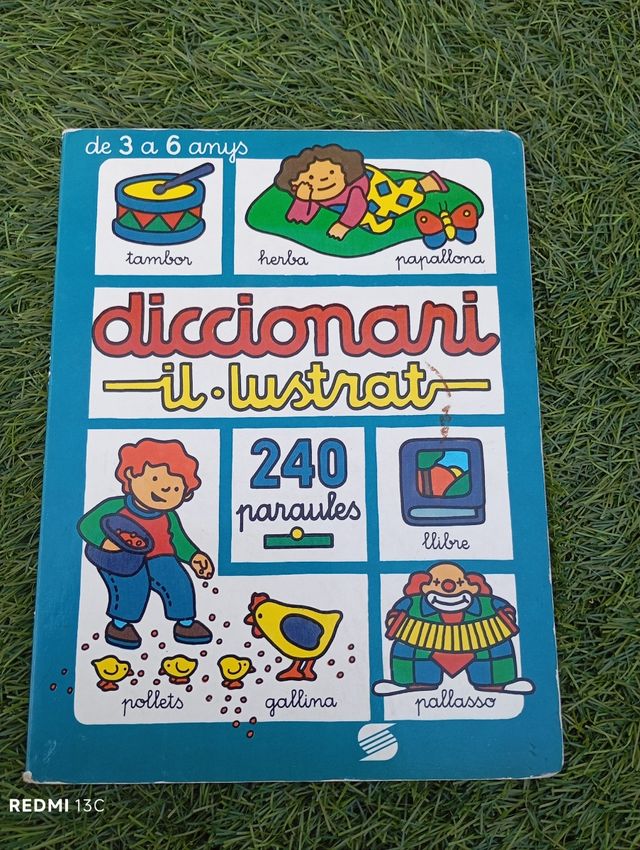 de 3 a 6 anys
tambor
herba papallona
diccionari
il·lustrat
240
paraules
llibre
pollets gallina pallasso
REDMI 13C